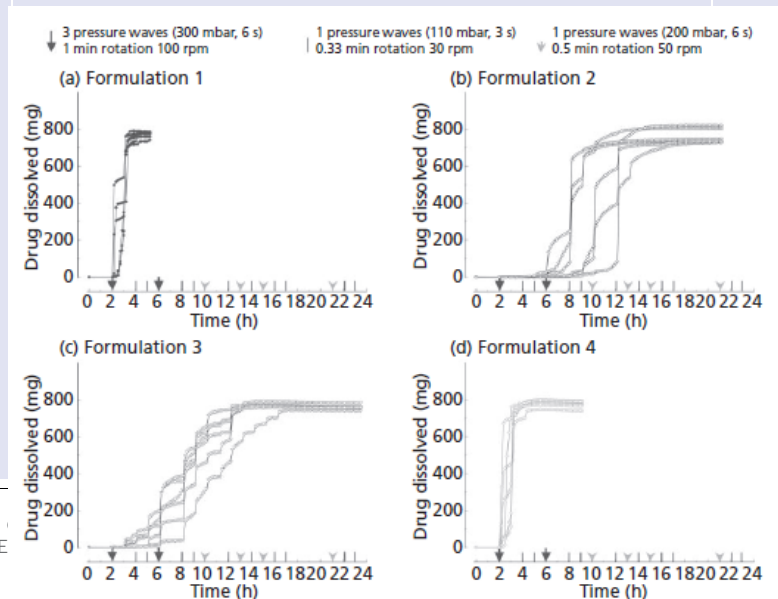 3 pressure waves (300 mbar, 6 s)
1 min rotation 100 rpm
1 pressure waves (110 mbar, 3 s)
0.33 min rotation 30 rpm
1 pressure waves (200 mbar, 6 s)
0.5 min rotation 50 rpm
(a) Formulation 1
Drug dissolved (mg)
800
600
400
200
0
0 2 4 6 8 10 12 14 16 18 20 22 24
Time (h)
(b) Formulation 2
Drug dissolved (mg)
800
600
400
200
0
0 2 4 6 8 10 12 14 16 18 20 22 24
Time (h)
(c) Formulation 3
Drug dissolved (mg)
800
600
400
200
0
0 2 4 6 8 10 12 14 16 18 20 22 24
Time (h)
(d) Formulation 4
Drug dissolved (mg)
800
600
400
200
0
0 2 4 6 8 10 12 14 16 18 20 22 24
Time (h)
E